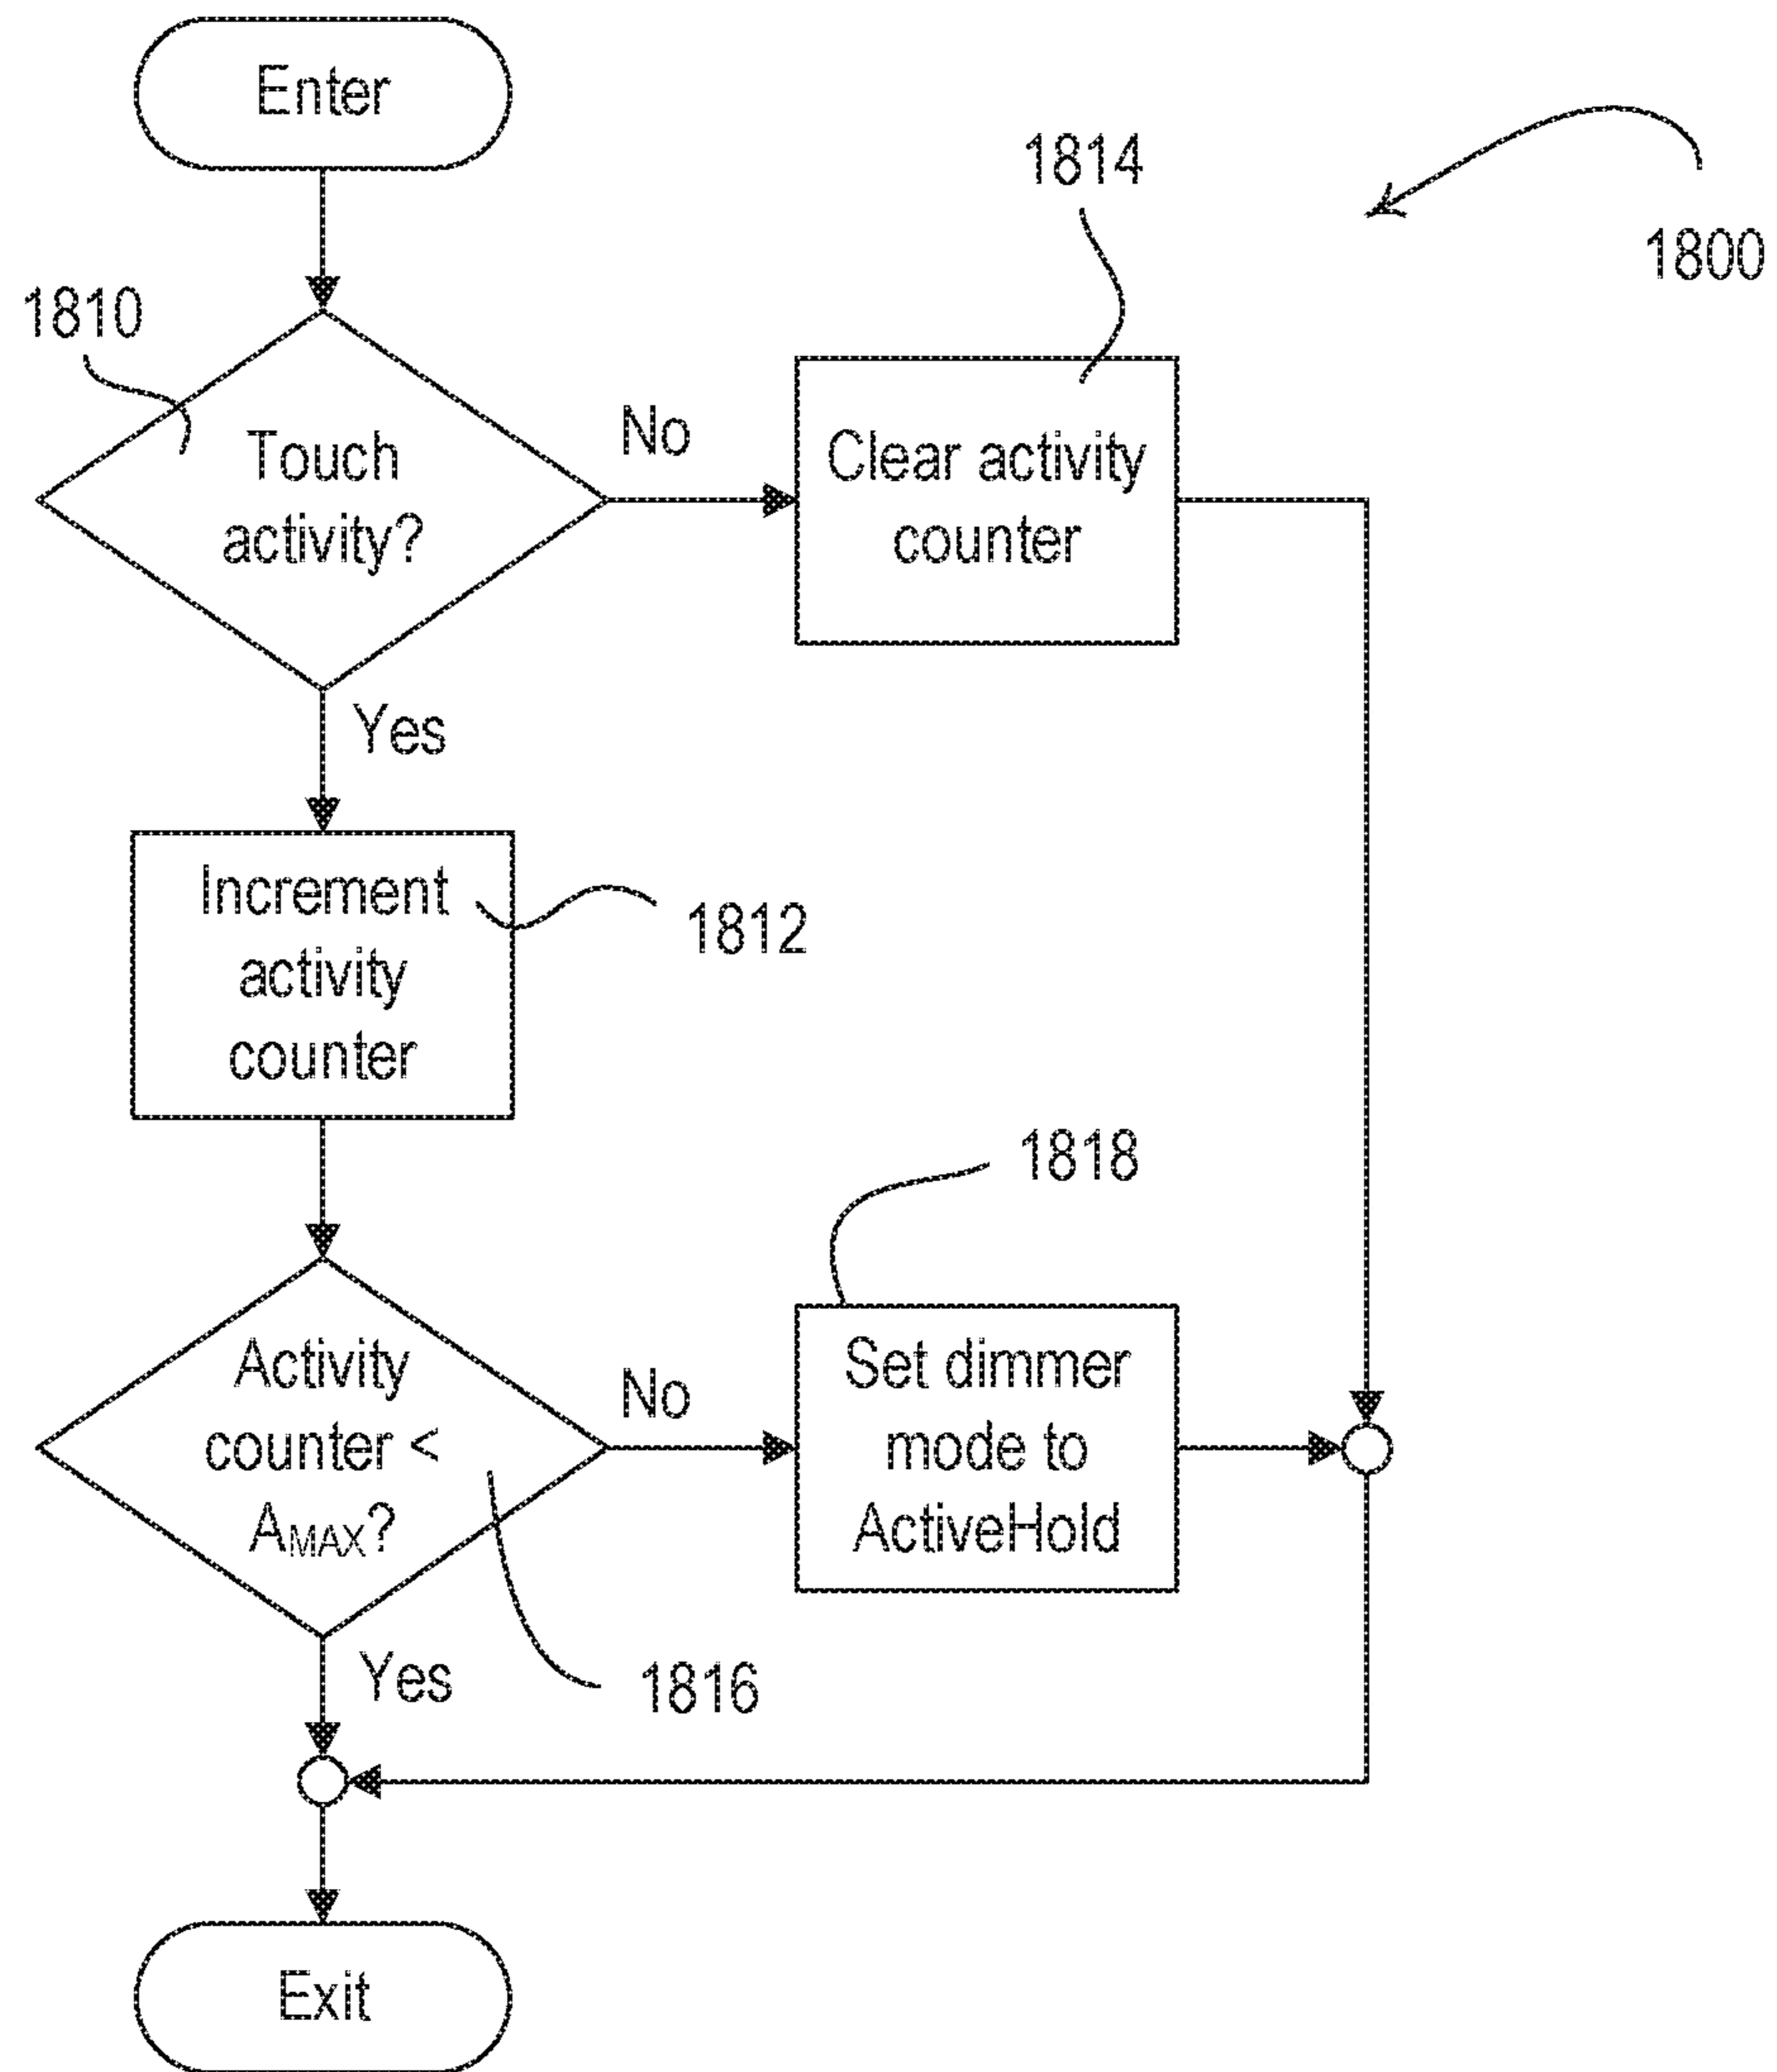 Enter
1814
1800
1810
No
Touch
activity?
Clear activity
counter
Yes
Increment
activity
counter
1812
1818
Activity
counter <
AMAX?
No
Set dimmer
mode to
ActiveHold
Yes
1816
Exit